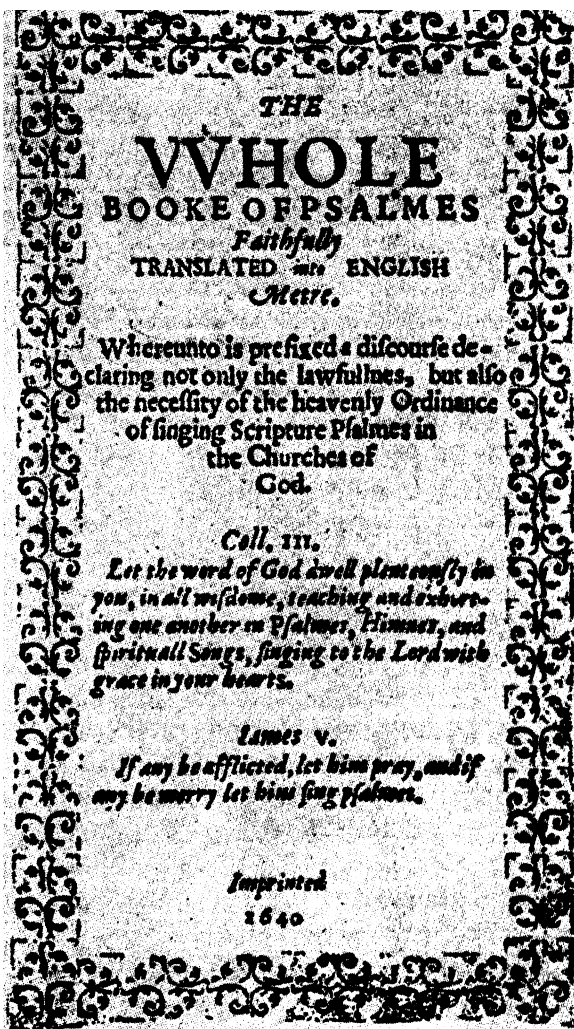 THE
VVHOLE
BOOKE OF PSALMES
Faithfully
TRANSLATED into ENGLISH
Metre.
Whereunto is prefixed a diſcourſe de-
claring not only the lawfullnes, but alſo
the neceſſity of the heavenly Ordinance
of ſinging Scripture Pſalmes in
the Churches of
God.
Coll. III.
Let the word of God dwell plenteouſly in
you, in all wiſdome, teaching and exhort-
ing one another in Pſalmes, Himnes, and
ſpirituall Songs, ſinging to the Lord with
grace in your hearts.
Iames v.
If any be afflicted, let him pray, and if
any be merry let him ſing pſalmes.
Imprinted
1640